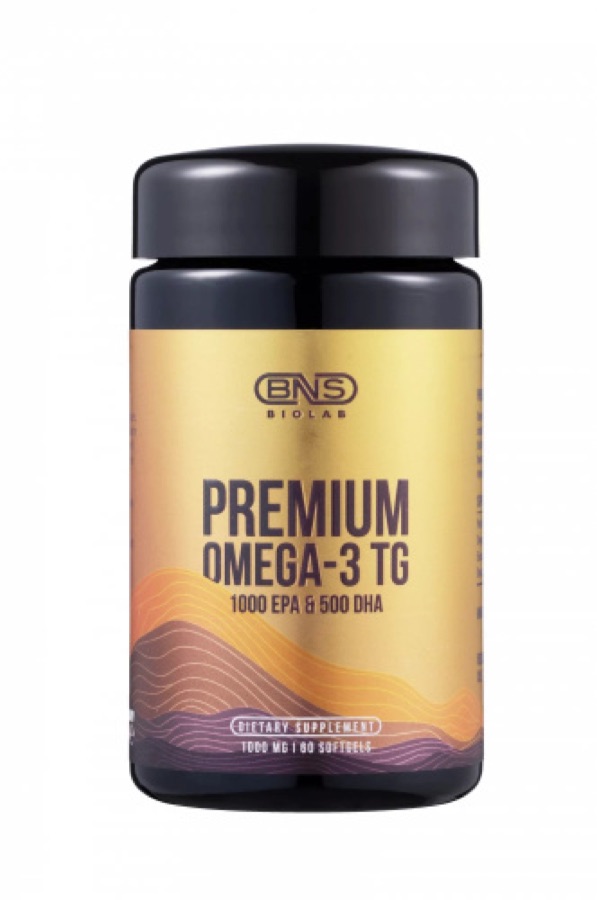 BNS
BIOLAB
PREMIUM
OMEGA-3 TG
1000 EPA & 500 DHA
DIETARY SUPPLEMENT
1000 MG | 60 SOFTGELS